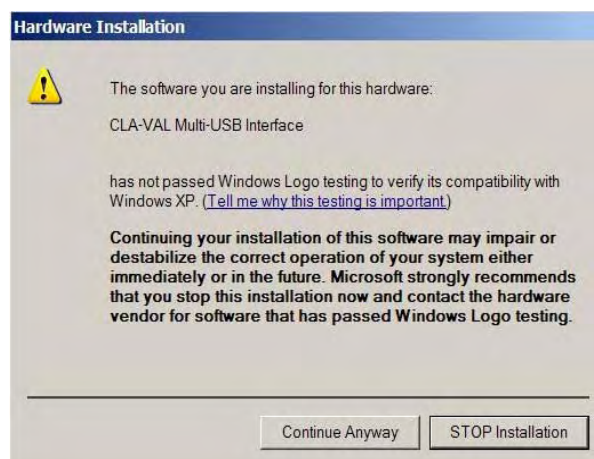 Hardware Installation
The software you are installing for this hardware:
CLA-VAL Multi-USB Interface
has not passed Windows Logo testing to verify its compatibility with
Windows XP. (Tell me why this testing is important.)
Continuing your installation of this software may impair or
destabilize the correct operation of your system either
immediately or in the future. Microsoft strongly recommends
that you stop this installation now and contact the hardware
vendor for software that has passed Windows Logo testing.
Continue Anyway
STOP Installation